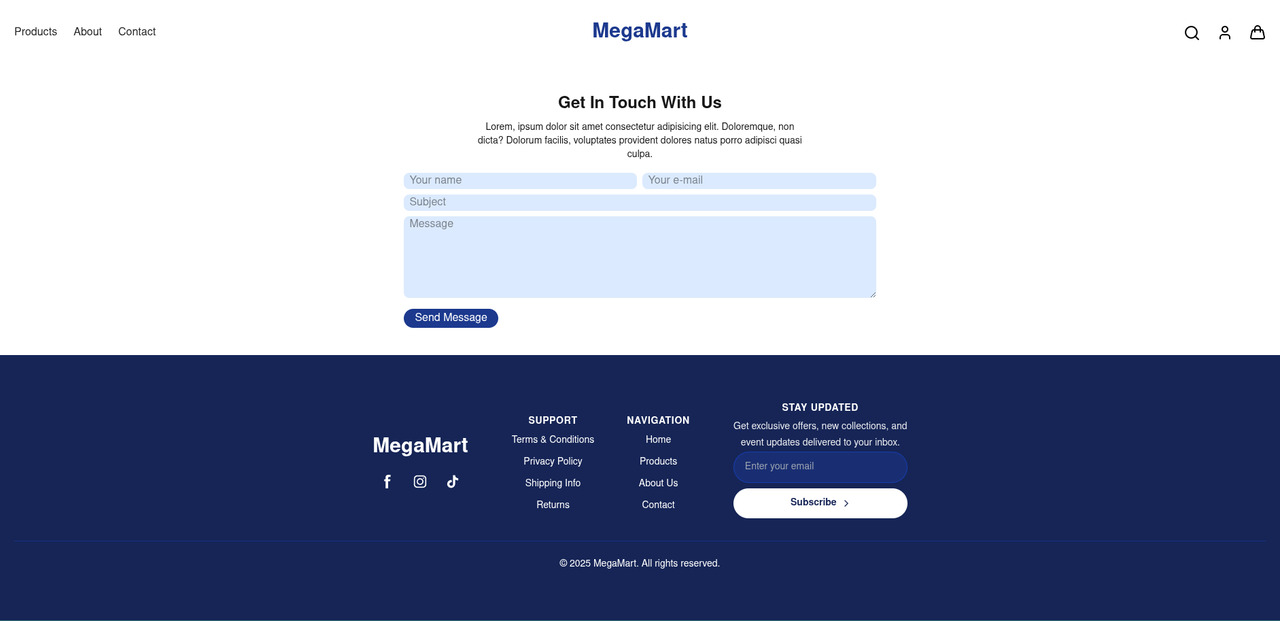 Products
About
Contact
MegaMart
Get In Touch With Us
Lorem, ipsum dolor sit amet consectetur adipisicing elit. Doloremque, non
dicta? Dolorum facilis, voluptates provident dolores natus porro adipisci quasi
culpa.
Your name
Your e-mail
Subject
Message
Send Message
MegaMart
SUPPORT
Terms & Conditions
Privacy Policy
Shipping Info
Returns
NAVIGATION
Home
Products
About Us
Contact
STAY UPDATED
Get exclusive offers, new collections, and
event updates delivered to your inbox.
Enter your email
Subscribe
© 2025 MegaMart. All rights reserved.